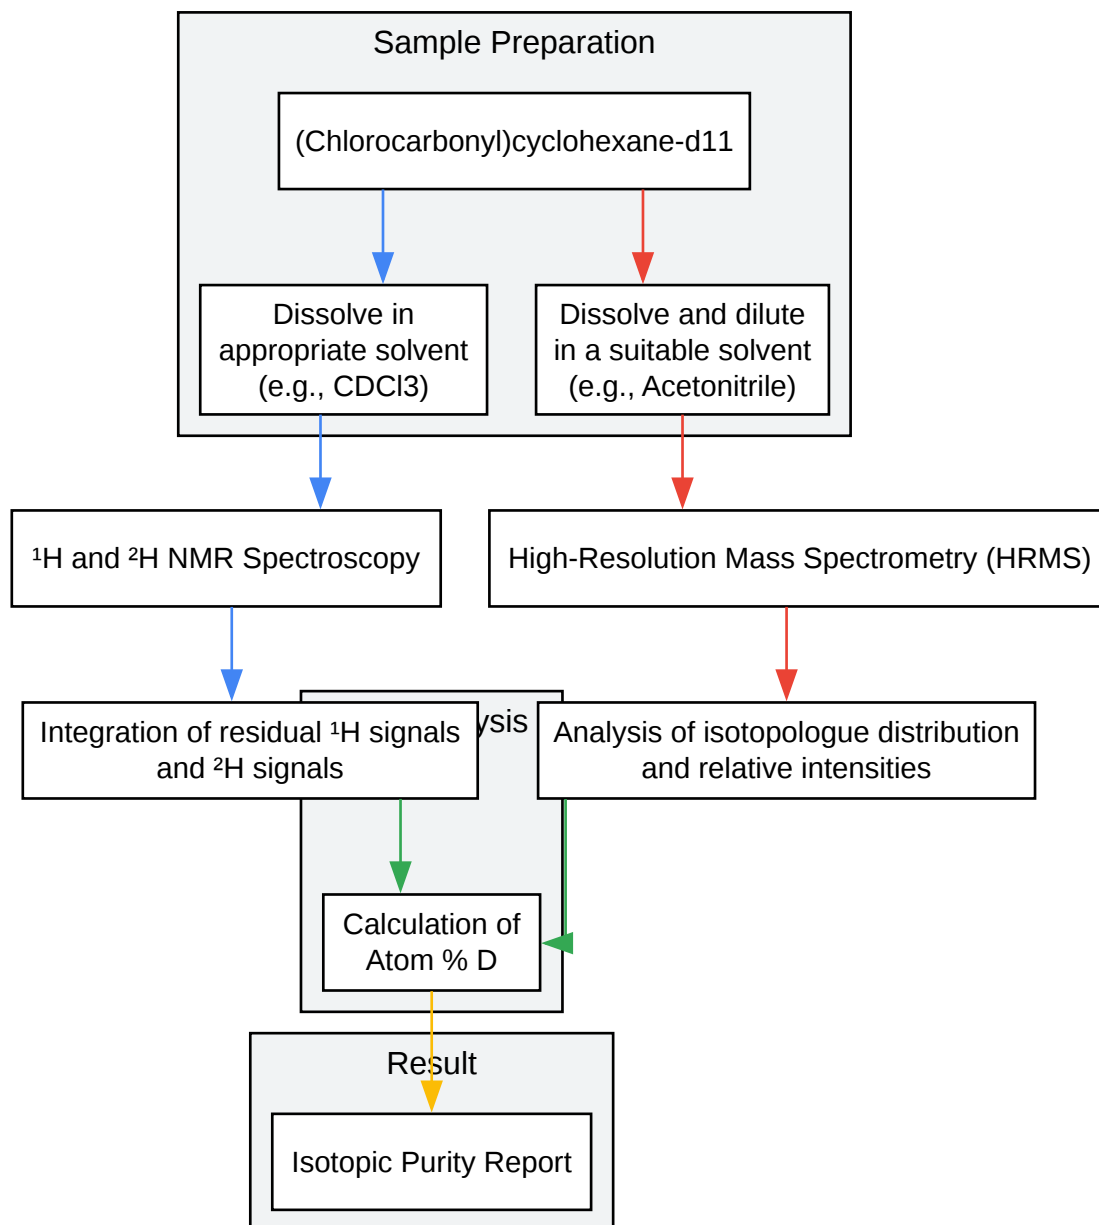 Sample Preparation
(Chlorocarbonyl)cyclohexane-d11
Dissolve in
appropriate solvent
(e.g., CDCl3)
Dissolve and dilute
in a suitable solvent
(e.g., Acetonitrile)
¹H and ²H NMR Spectroscopy
High-Resolution Mass Spectrometry (HRMS)
Integration of residual ¹H signals
and ²H signals
ysis
Analysis of isotopologue distribution
and relative intensities
Calculation of
Atom % D
Result
Isotopic Purity Report